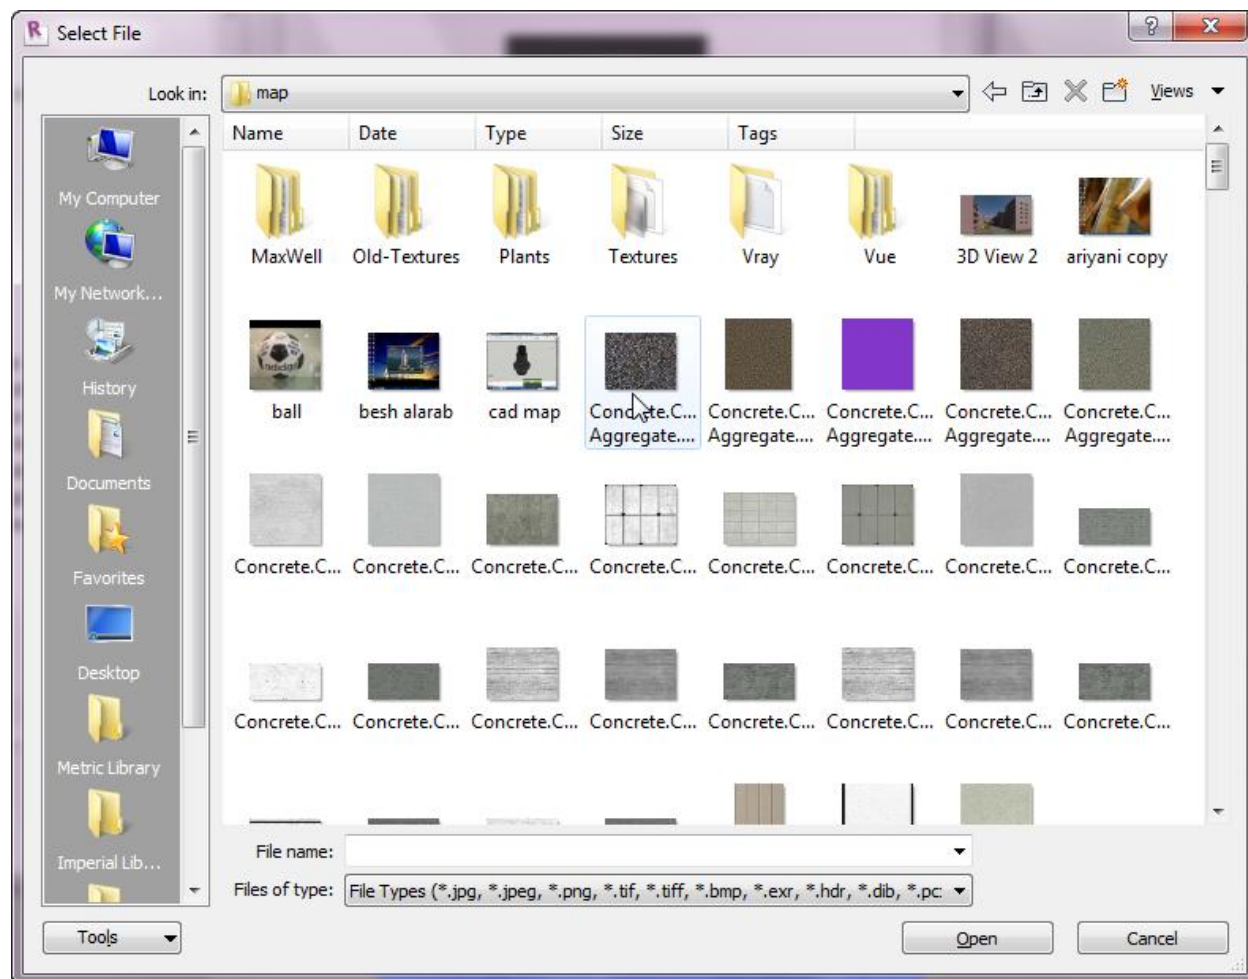 Select File
Look in:
map
Views
My Computer
My Network...
History
Documents
Favorites
Desktop
Metric Library
Imperial Lib...
Name Date Type Size Tags
MaxWell Old-Textures Plants Textures Vray Vue 3D View 2 ariyani copy
ball besh alarab cad map Concrete.C... Concrete.C... Concrete.C... Concrete.C... Concrete.C...
Aggregate.... Aggregate.... Aggregate.... Aggregate.... Aggregate....
Concrete.C... Concrete.C... Concrete.C... Concrete.C... Concrete.C... Concrete.C... Concrete.C... Concrete.C...
Concrete.C... Concrete.C... Concrete.C... Concrete.C... Concrete.C... Concrete.C... Concrete.C... Concrete.C...
File name:
Files of type: File Types (*.jpg, *.jpeg, *.png, *.tif, *.tiff, *.bmp, *.exr, *.hdr, *.dib, *.pc
Tools Open Cancel